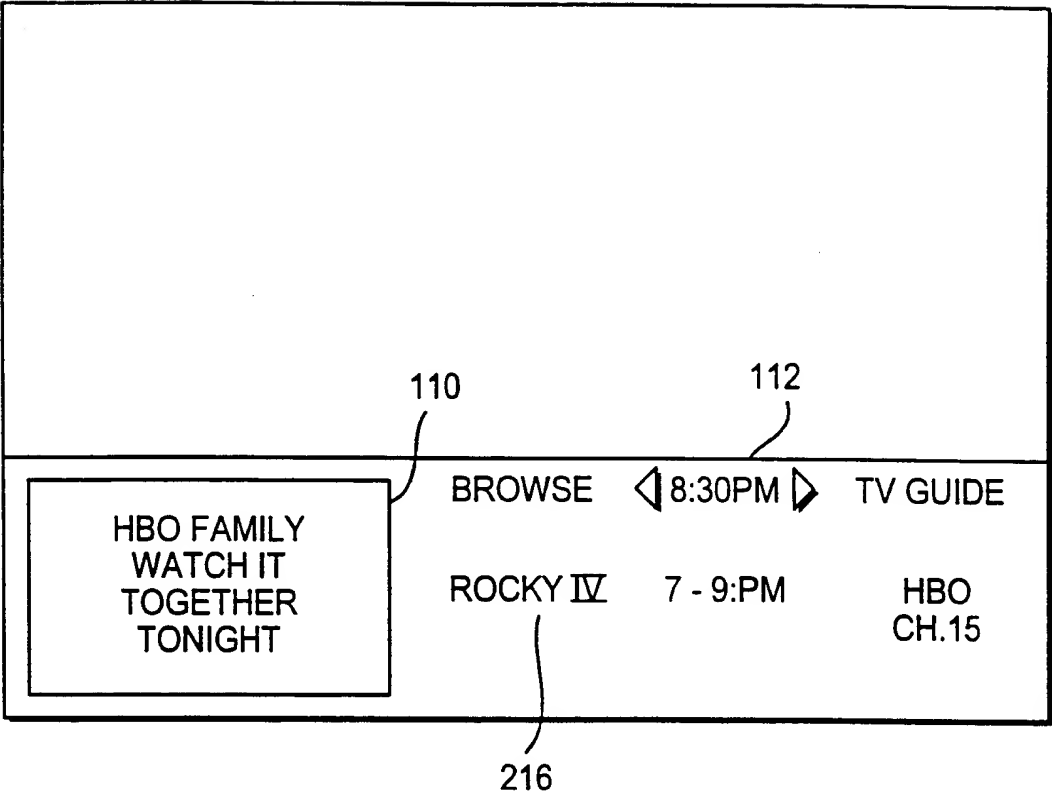 110
112
HBO FAMILY
WATCH IT
TOGETHER
TONIGHT
BROWSE 8:30PM TV GUIDE
ROCKY IV 7 - 9:PM HBO
CH.15
216